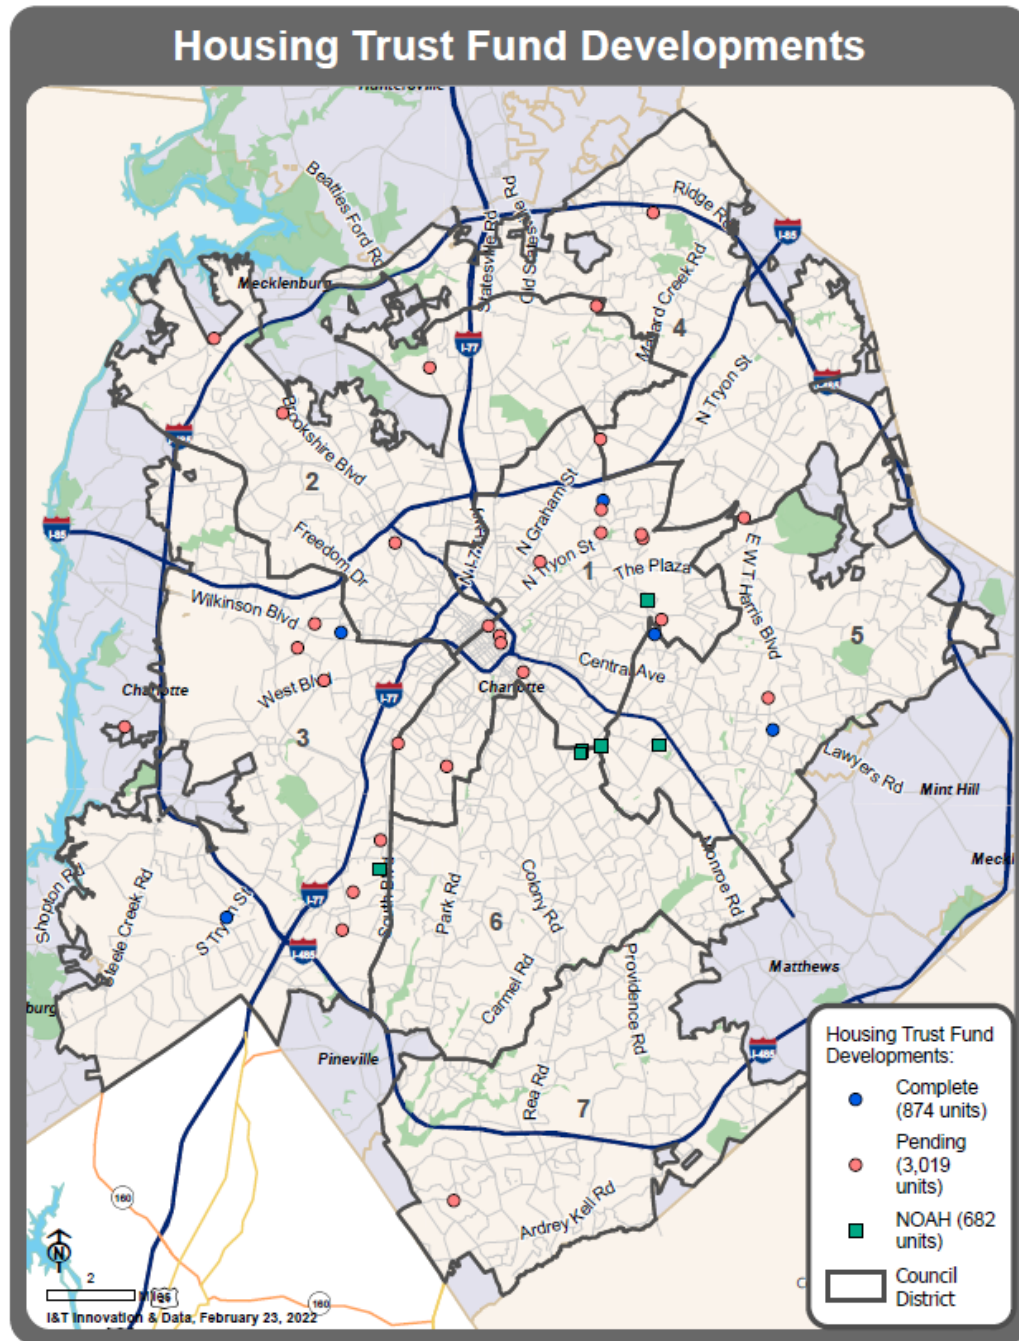 Housing Trust Fund Developments
Huntersville
Beatties Ford Rd
Statesville Rd
Old Statesville Rd
Ridge Rd
I-85
Mecklenburg
Mallard Creek Rd
4
I-77
N Tryon St
I-485
I-485
Brookshire Blvd
2
N Graham St
I-85
Freedom Dr
N I-77 Hy
N Tryon St
1
The Plaza
E W T Harris Blvd
Wilkinson Blvd
5
Central Ave
Charlotte
West Blvd
I-77
Charlotte
3
Lawyers Rd
Mint Hill
Monroe Rd
Shopton Rd
Steele Creek Rd
S Tryon St
I-77
South Blvd
Park Rd
Colony Rd
6
I-485
Carmel Rd
Providence Rd
Matthews
burg
Pineville
I-485
Rea Rd
7
Ardrey Kell Rd
160
160
N
2
Miles
I&T Innovation & Data, February 23, 2022
Housing Trust Fund
Developments:
Complete
(874 units)
Pending
(3,019
units)
NOAH (682
units)
Council
District